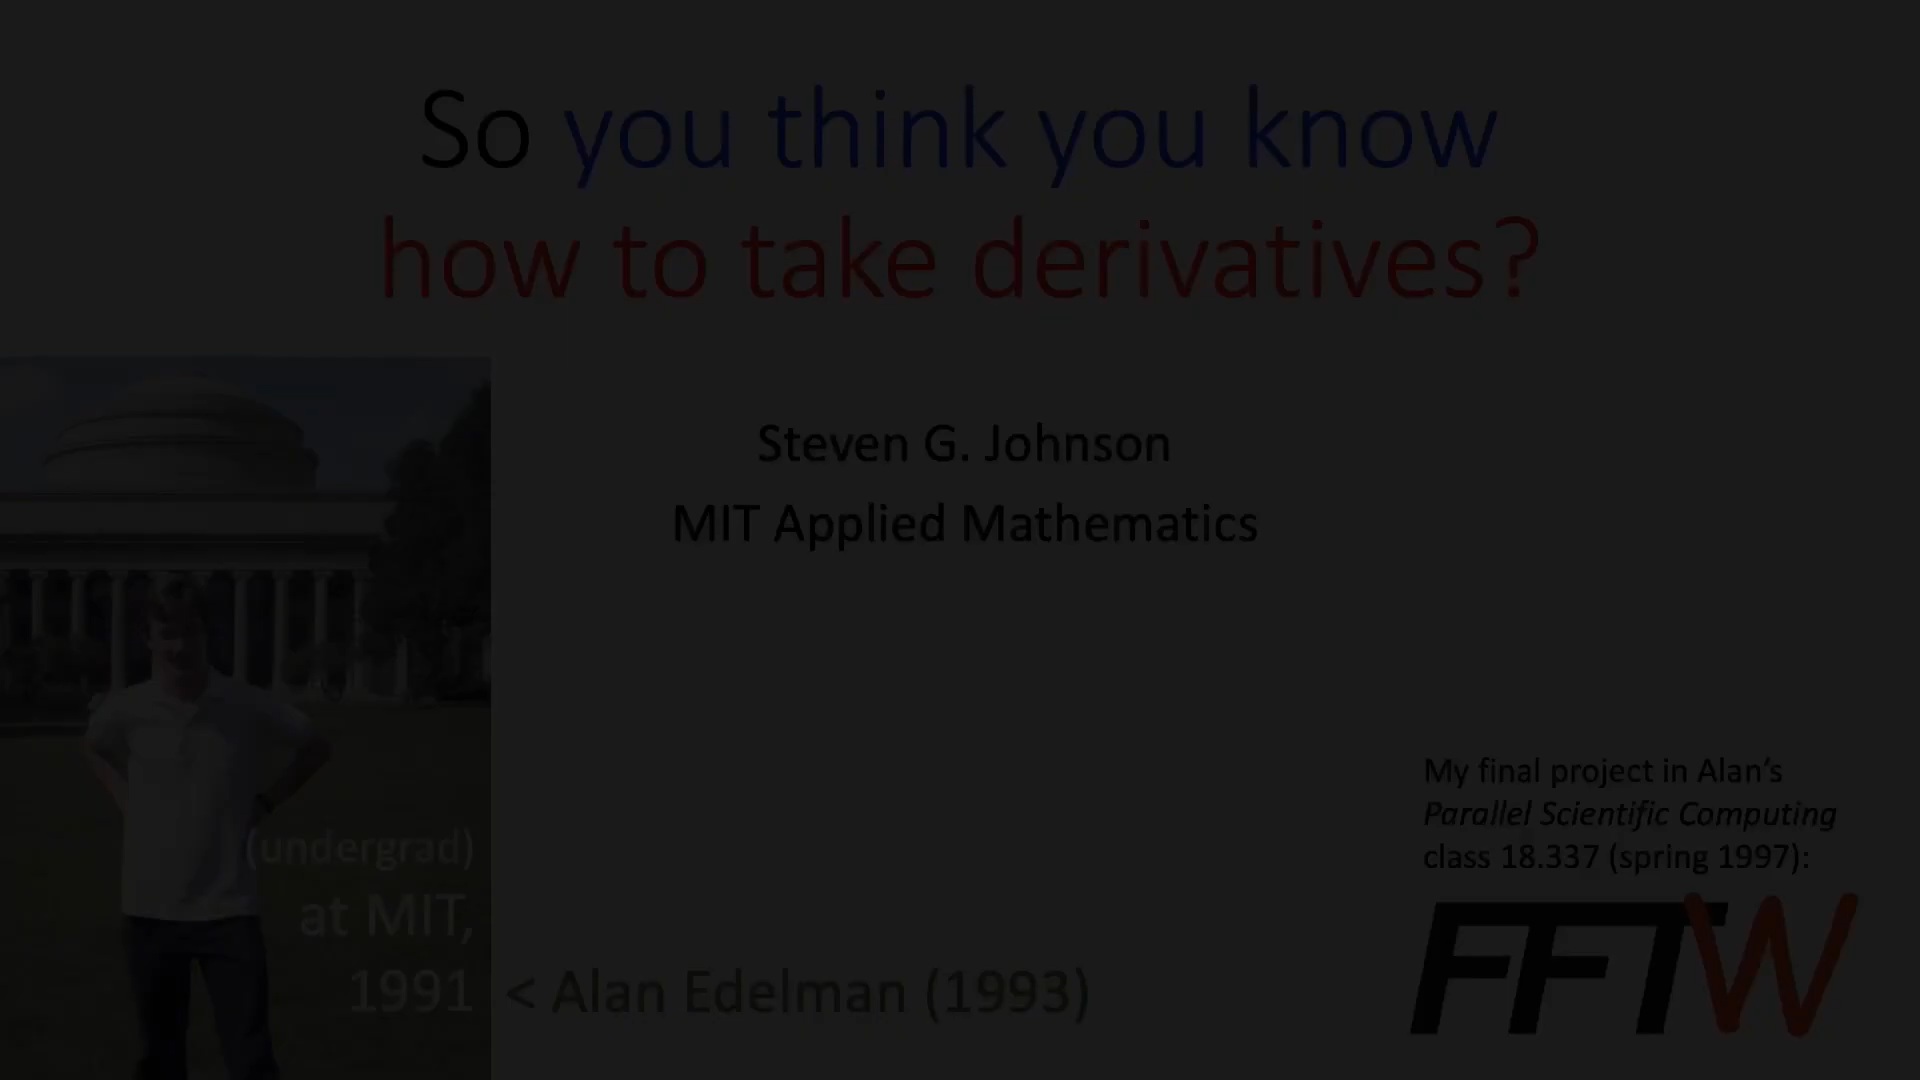 So you think you know
how to take derivatives?
Steven G. Johnson
MIT Applied Mathematics
(undergrad)
at MIT,
1991
< Alan Edelman (1993)
My final project in Alan’s
Parallel Scientific Computing
class 18.337 (spring 1997):
FFTW